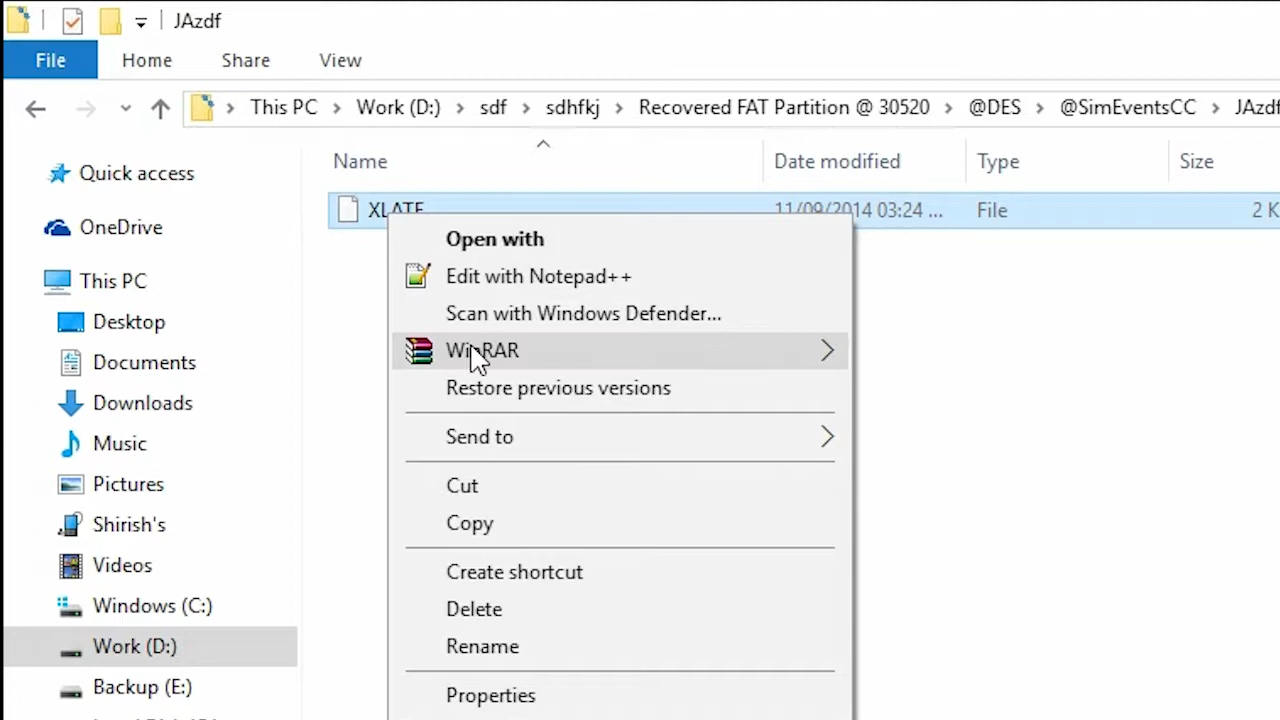 JAzdf
File Home Share View
This PC Work (D:) sdf sdhfkj Recovered FAT Partition @ 30520 @DES @SimEventsCC JAzdf
Name Date modified Type Size
XLATE 11/09/2014 03:24 ... File 2 K
Quick access
OneDrive
This PC
Desktop
Documents
Downloads
Music
Pictures
Shirish's
Videos
Windows (C:)
Work (D:)
Backup (E:)
Open with
Edit with Notepad++
Scan with Windows Defender...
WinRAR
Restore previous versions
Send to
Cut
Copy
Create shortcut
Delete
Rename
Properties